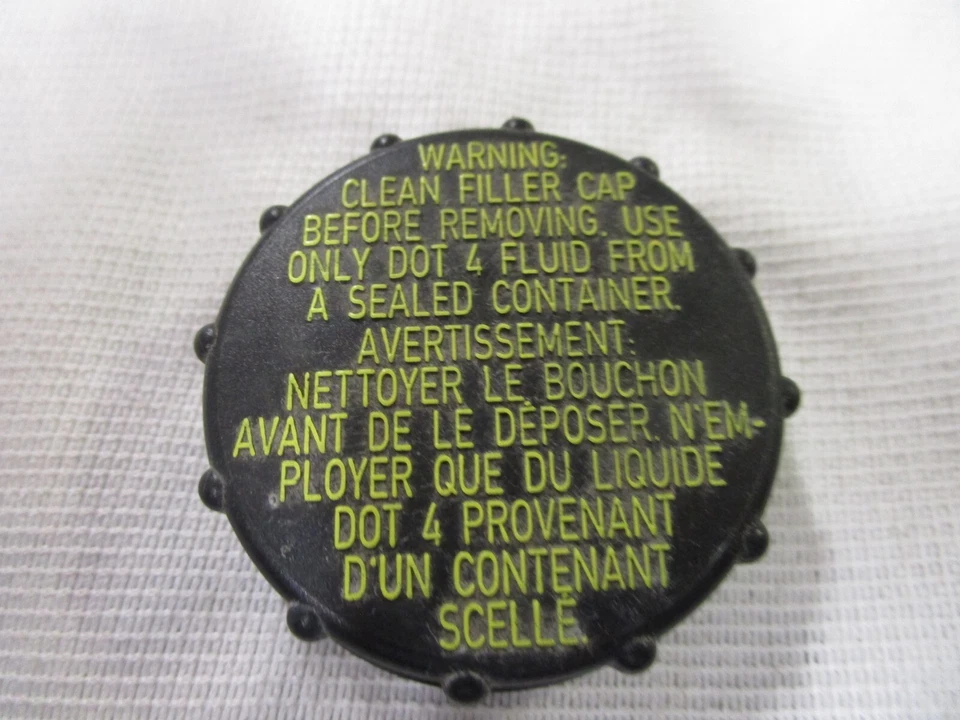 WARNING:
CLEAN FILLER CAP
BEFORE REMOVING. USE
ONLY DOT 4 FLUID FROM
A SEALED CONTAINER.
AVERTISSEMENT:
NETTOYER LE BOUCHON
AVANT DE LE DÉPOSER. N'EM-
PLOYER QUE DU LIQUIDE
DOT 4 PROVENANT
D'UN CONTENANT
SCELLÉ.